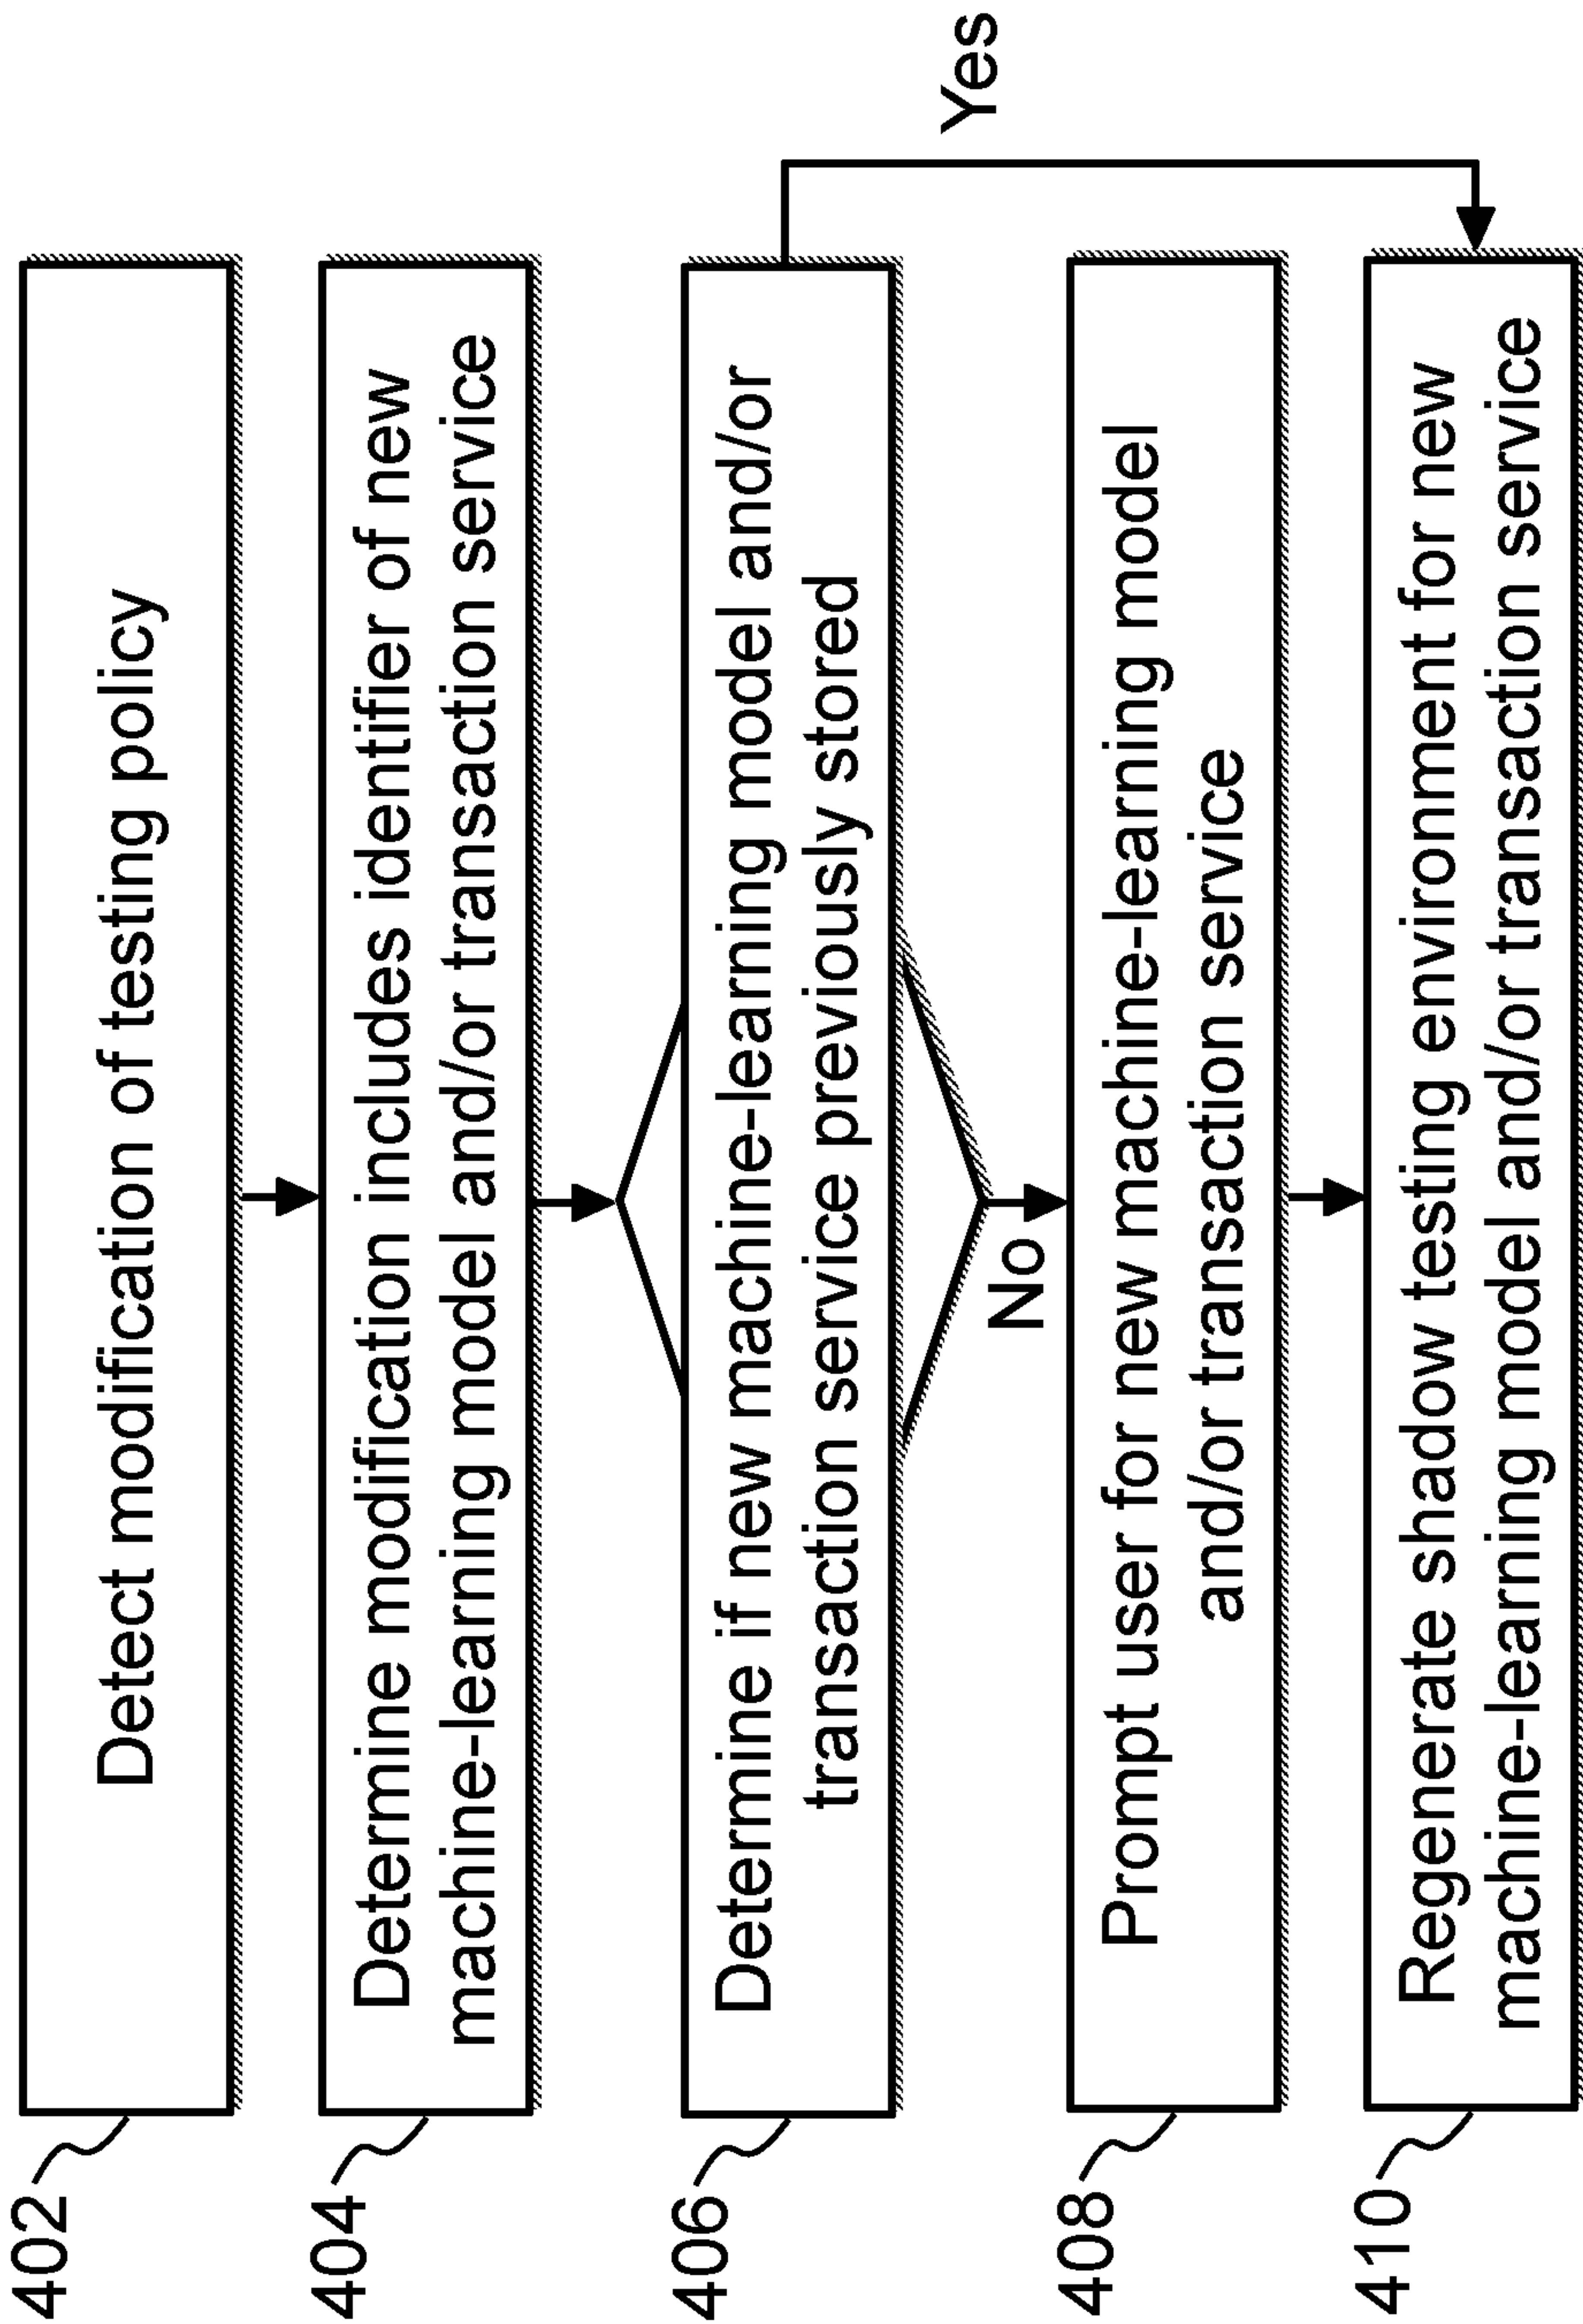 402
Detect modification of testing policy
404
Determine modification includes identifier of new
machine-learning model and/or transaction service
406
Determine if new machine-learning model and/or
transaction service previously stored
Yes
No
408
Prompt user for new machine-learning model
and/or transaction service
410
Regenerate shadow testing environment for new
machine-learning model and/or transaction service